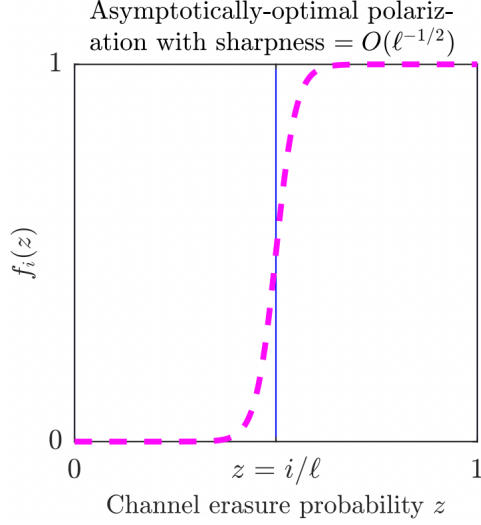 Asymptotically-optimal polariz-
ation with sharpness = O(ℓ^{-1/2})
1
f_i(z)
0
0 z = i/ℓ 1
Channel erasure probability z